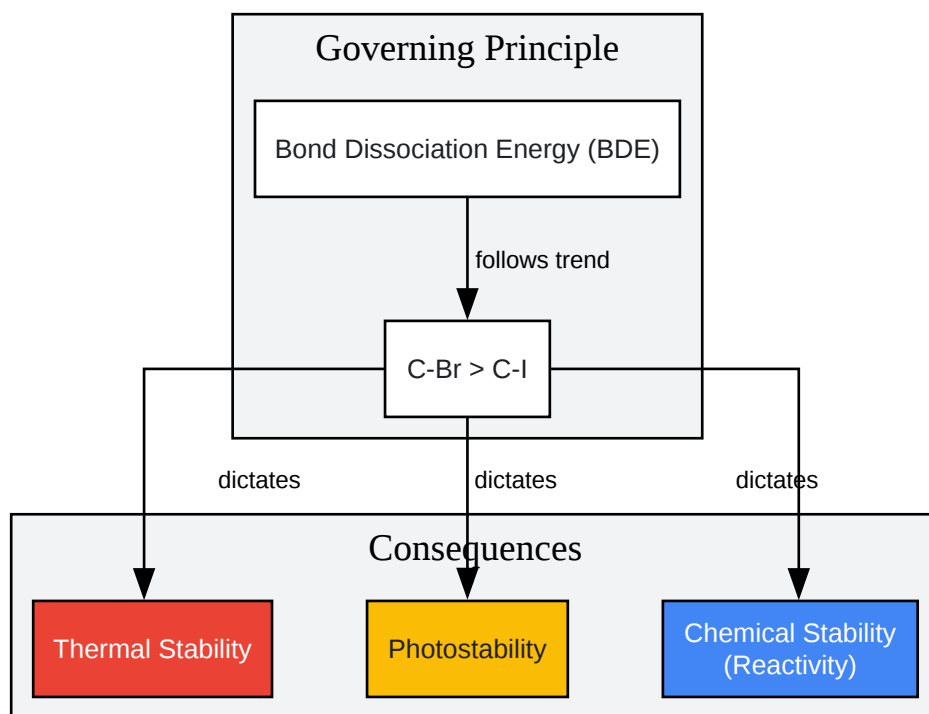 Governing Principle
Bond Dissociation Energy (BDE)
follows trend
C-Br > C-I
dictates
dictates
dictates
Consequences
Thermal Stability
Photostability
Chemical Stability
(Reactivity)